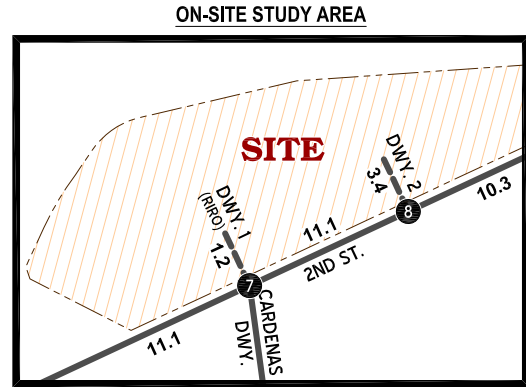 ON-SITE STUDY AREA
SITE
DWY. 2
3.4
10.3
8
DWY. 1
(RIRO)
1.2
11.1
2ND ST.
7
CARDENAS
DWY.
11.1